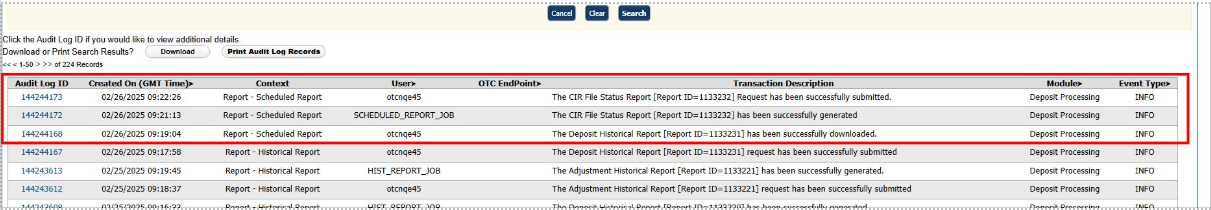 Cancel Clear Search
Click the Audit Log ID if you would like to view additional details.
Download or Print Search Results? Download Print Audit Log Records
<< < 1-50 > >> of 224 Records
Audit Log ID Created On (GMT Time)> Context User> OTC EndPoint> Transaction Description Module> Event Type>
144244173 02/26/2025 09:22:26 Report - Scheduled Report otcnqe45 The CIR File Status Report [Report ID=1133232] Request has been successfully submitted. Deposit Processing INFO
144244172 02/26/2025 09:21:13 Report - Scheduled Report SCHEDULED_REPORT_JOB The CIR File Status Report [Report ID=1133232] has been successfully generated Deposit Processing INFO
144244168 02/26/2025 09:19:04 Report - Scheduled Report otcnqe45 The Deposit Historical Report [Report ID=1133231] has been successfully downloaded. Deposit Processing INFO
144244167 02/26/2025 09:17:58 Report - Historical Report otcnqe45 The Deposit Historical Report [Report ID=1133231] request has been successfully submitted Deposit Processing INFO
144243613 02/25/2025 09:19:45 Report - Historical Report HIST_REPORT_JOB The Adjustment Historical Report [Report ID=1133221] has been successfully generated. Deposit Processing INFO
144243612 02/25/2025 09:18:37 Report - Historical Report otcnqe45 The Adjustment Historical Report [Report ID=1133221] request has been successfully submitted Deposit Processing INFO